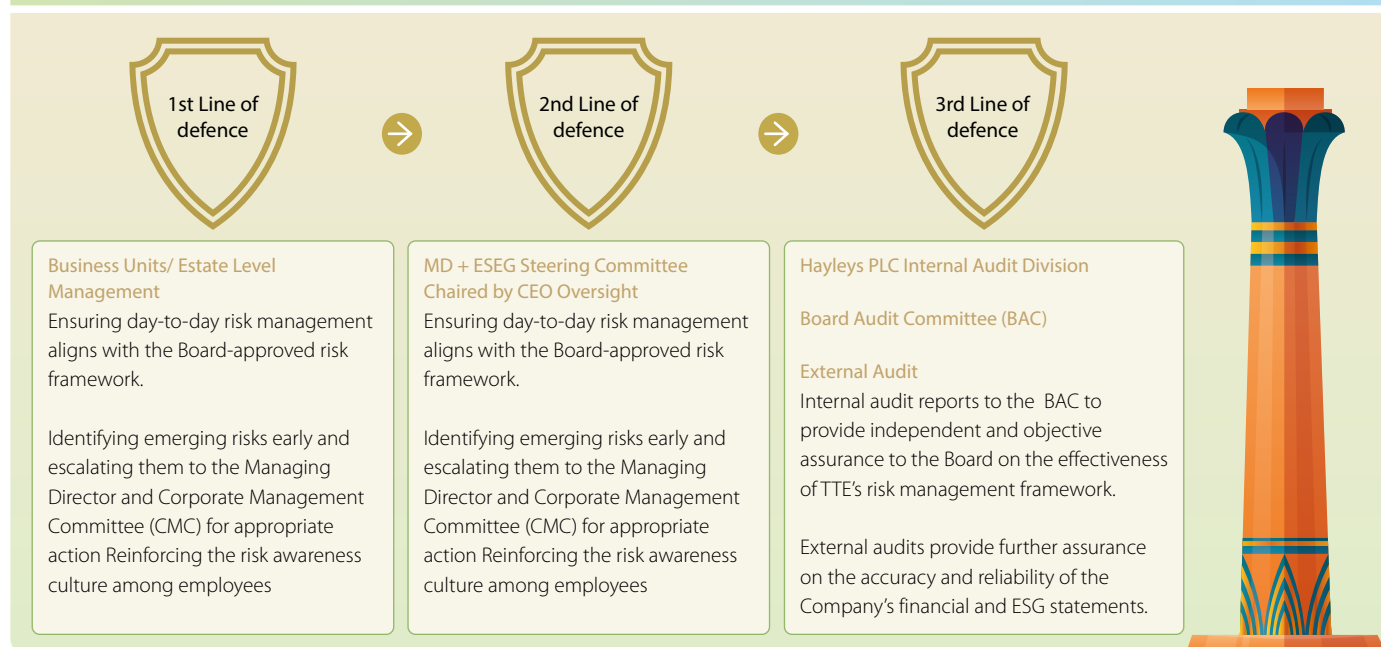 1st Line of
defence
2nd Line of
defence
3rd Line of
defence
Business Units/ Estate Level
Management
Ensuring day-to-day risk management
aligns with the Board-approved risk
framework.
Identifying emerging risks early and
escalating them to the Managing
Director and Corporate Management
Committee (CMC) for appropriate
action Reinforcing the risk awareness
culture among employees
MD + ESEG Steering Committee
Chaired by CEO Oversight
Ensuring day-to-day risk management
aligns with the Board-approved risk
framework.
Identifying emerging risks early and
escalating them to the Managing
Director and Corporate Management
Committee (CMC) for appropriate
action Reinforcing the risk awareness
culture among employees
Hayleys PLC Internal Audit Division
Board Audit Committee (BAC)
External Audit
Internal audit reports to the BAC to
provide independent and objective
assurance to the Board on the effectiveness
of TTE’s risk management framework.
External audits provide further assurance
on the accuracy and reliability of the
Company’s financial and ESG statements.